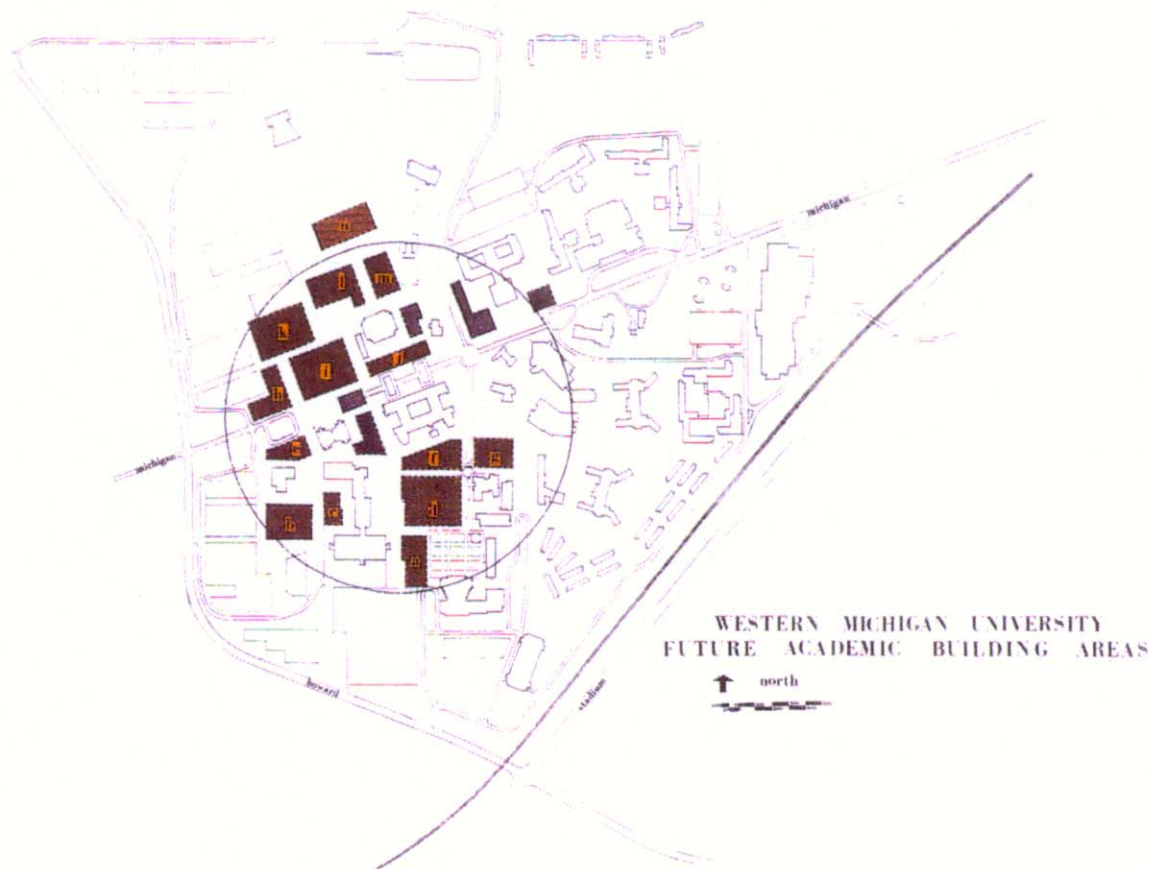 michigan
n
l
m
k
j
i
h
michigan
f
g
b
d
WESTERN MICHIGAN UNIVERSITY
FUTURE ACADEMIC BUILDING AREAS
north
howard
stadium